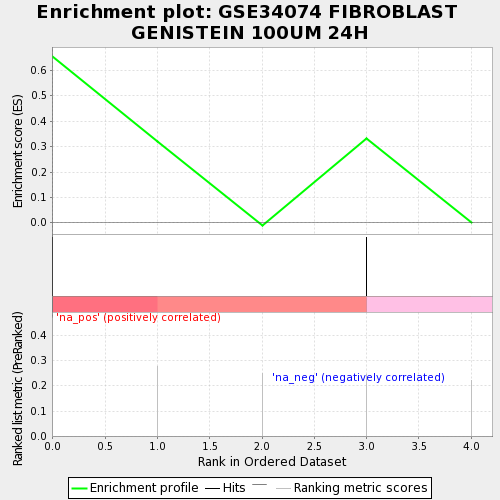 Enrichment plot: GSE34074 FIBROBLAST
GENISTEIN 100UM 24H
Enrichment score (ES)
0.6
0.5
0.4
0.3
0.2
0.1
0.0
'na_pos' (positively correlated)
'na_neg' (negatively correlated)
Ranked list metric (PreRanked)
0.4
0.3
0.2
0.1
0.0
0.0 0.5 1.0 1.5 2.0 2.5 3.0 3.5 4.0
Rank in Ordered Dataset
Enrichment profile Hits Ranking metric scores